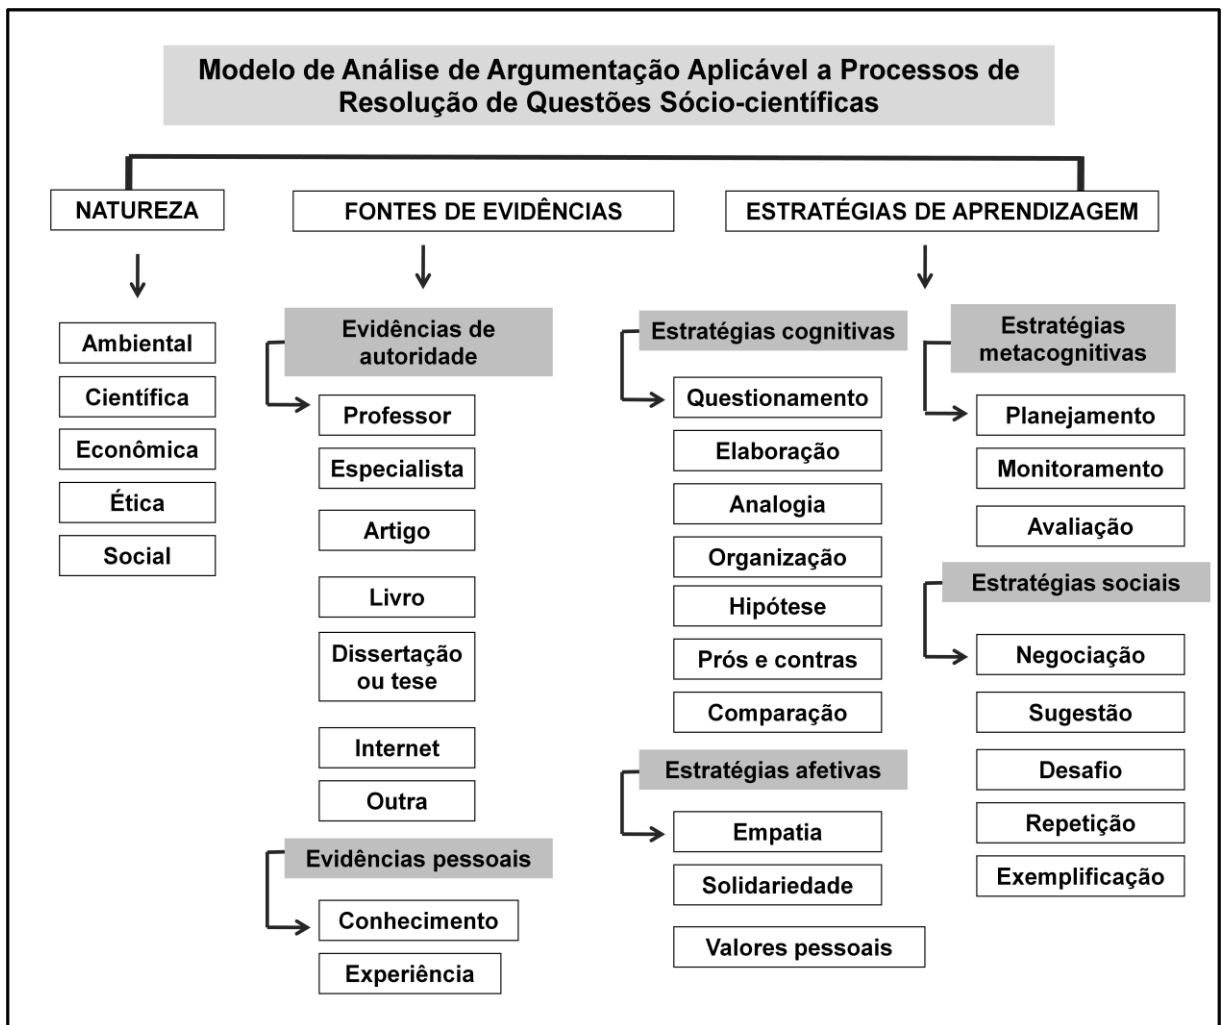 Modelo de Análise de Argumentação Aplicável a Processos de
Resolução de Questões Sócio-científicas
NATUREZA
FONTES DE EVIDÊNCIAS
ESTRATÉGIAS DE APRENDIZAGEM
Ambiental
Científica
Econômica
Ética
Social
Evidências de
autoridade
Professor
Especialista
Artigo
Livro
Dissertação
ou tese
Internet
Outra
Evidências pessoais
Conhecimento
Experiência
Estratégias cognitivas
Questionamento
Elaboração
Analogia
Organização
Hipótese
Prós e contras
Comparação
Estratégias afetivas
Empatia
Solidariedade
Valores pessoais
Estratégias
metacognitivas
Planejamento
Monitoramento
Avaliação
Estratégias sociais
Negociação
Sugestão
Desafio
Repetição
Exemplificação